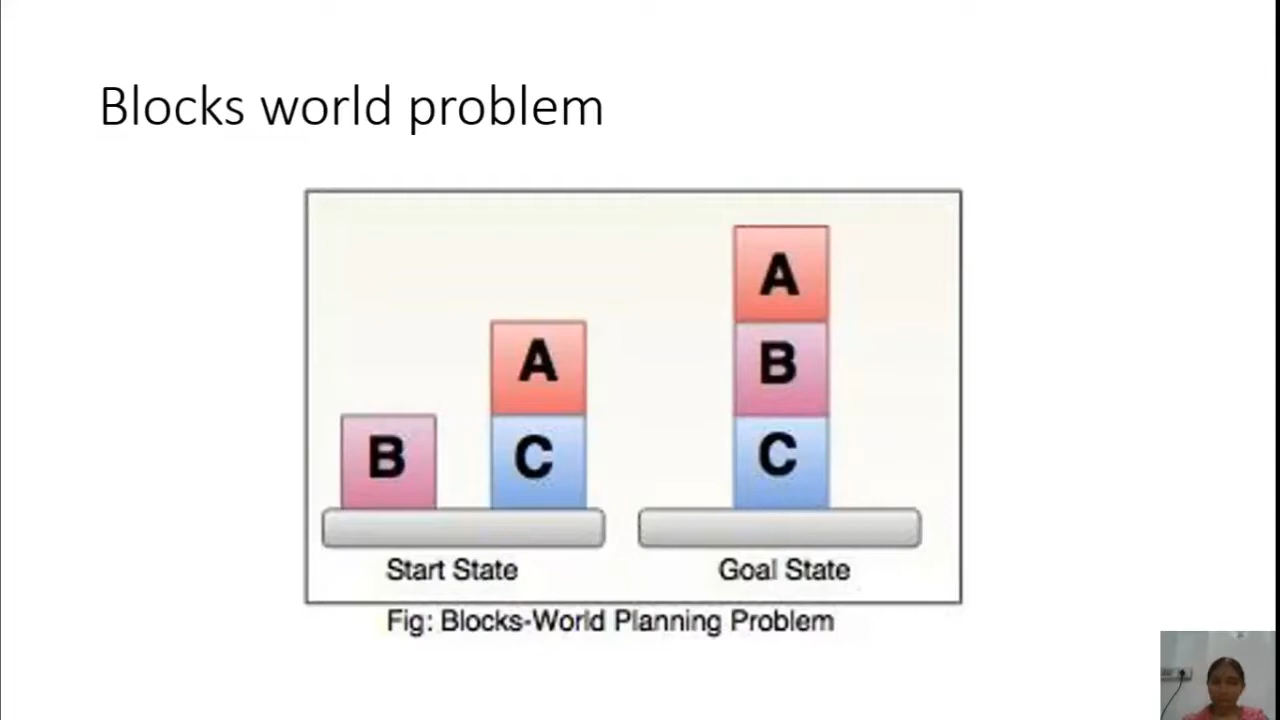 Blocks world problem
A
A
B
B
C
C
Start State
Goal State
Fig: Blocks-World Planning Problem